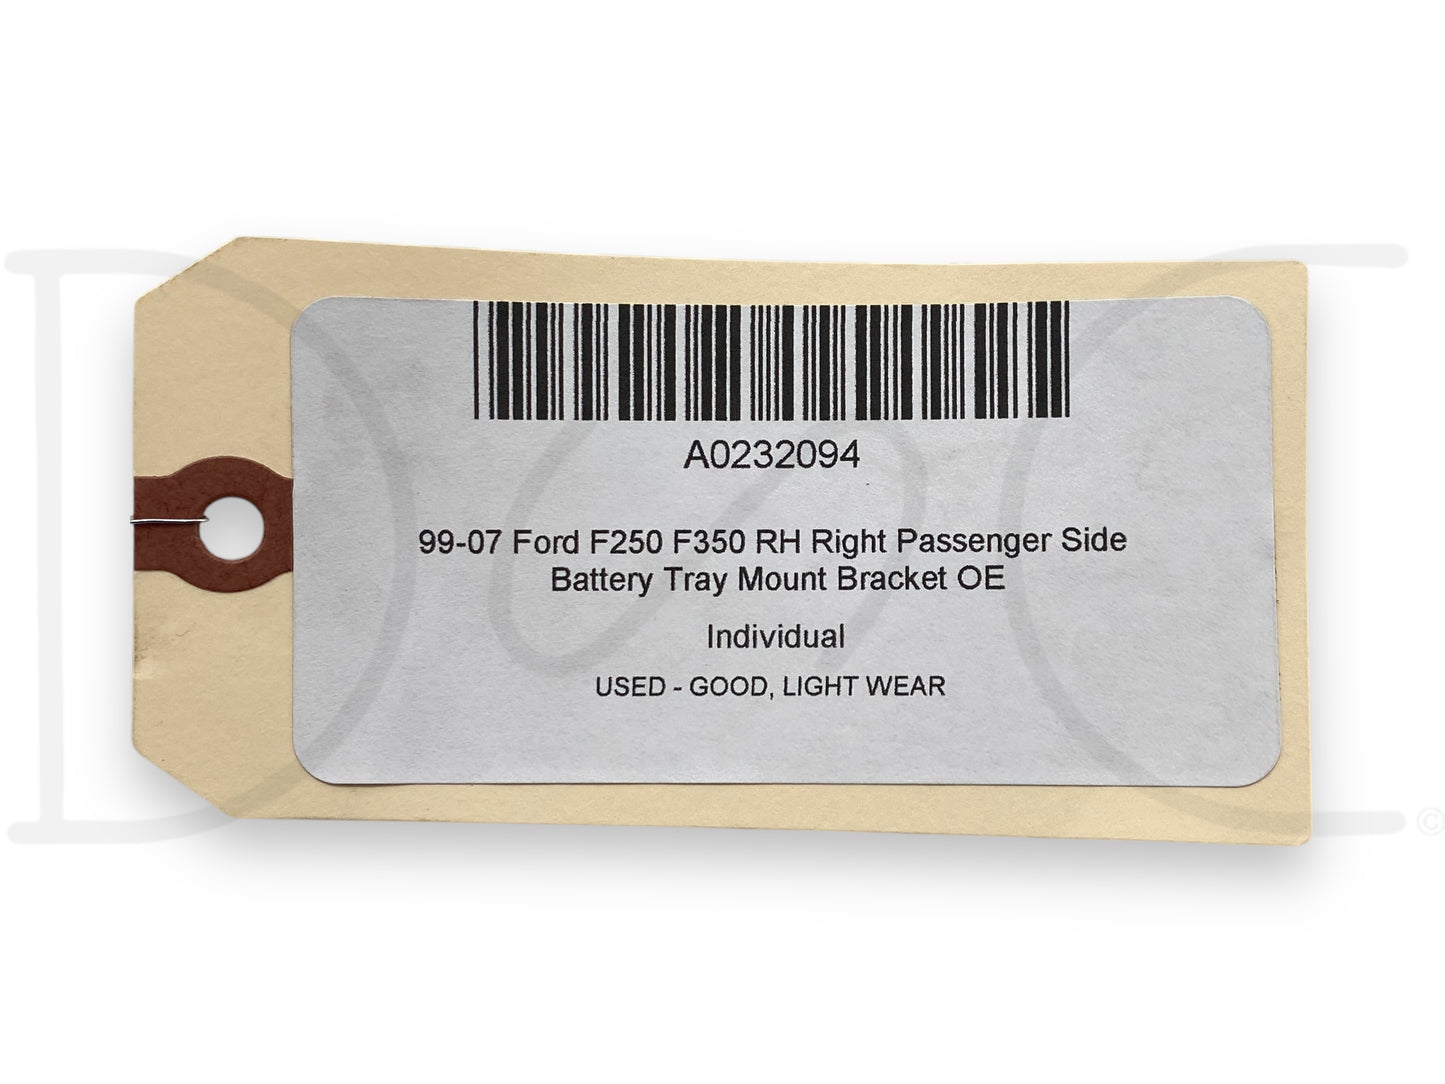 A0232094
99-07 Ford F250 F350 RH Right Passenger Side
Battery Tray Mount Bracket OE
Individual
USED - GOOD, LIGHT WEAR
©